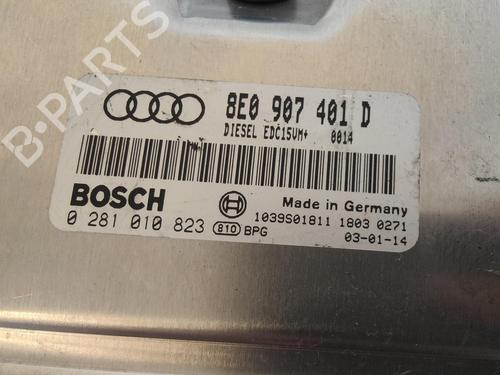 B-PARTS
8E0 907 401 D
DIESEL EDC15VM+ 0014
BOSCH
Made in Germany
0 281 010 823 810 BPG
1039S01811 1803 0271
03-01-14